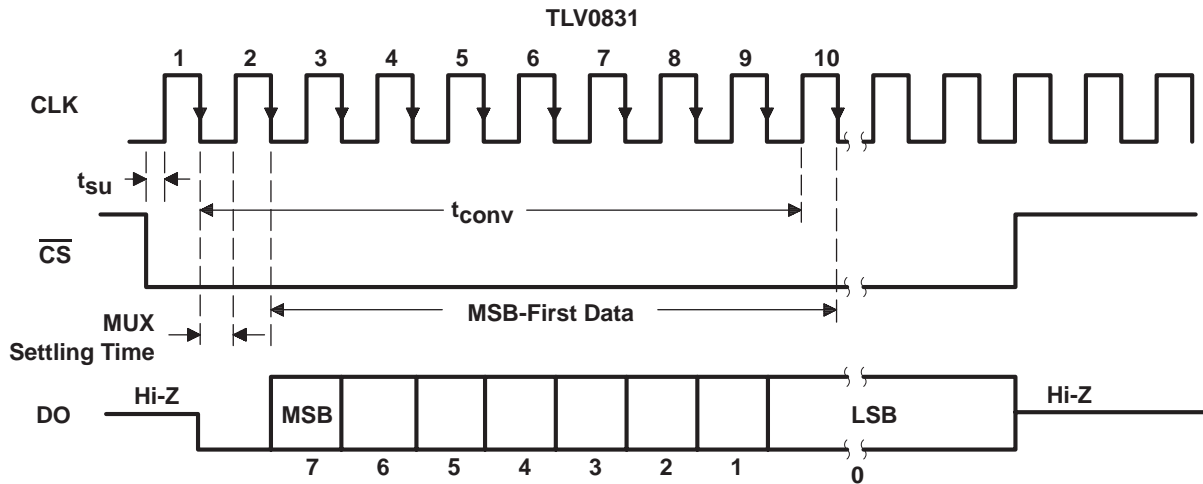 TLV0831
1 2 3 4 5 6 7 8 9 10
CLK
tsu
tconv
CS
MSB-First Data
MUX
Settling Time
Hi-Z
Hi-Z
DO
MSB
LSB
7 6 5 4 3 2 1 0